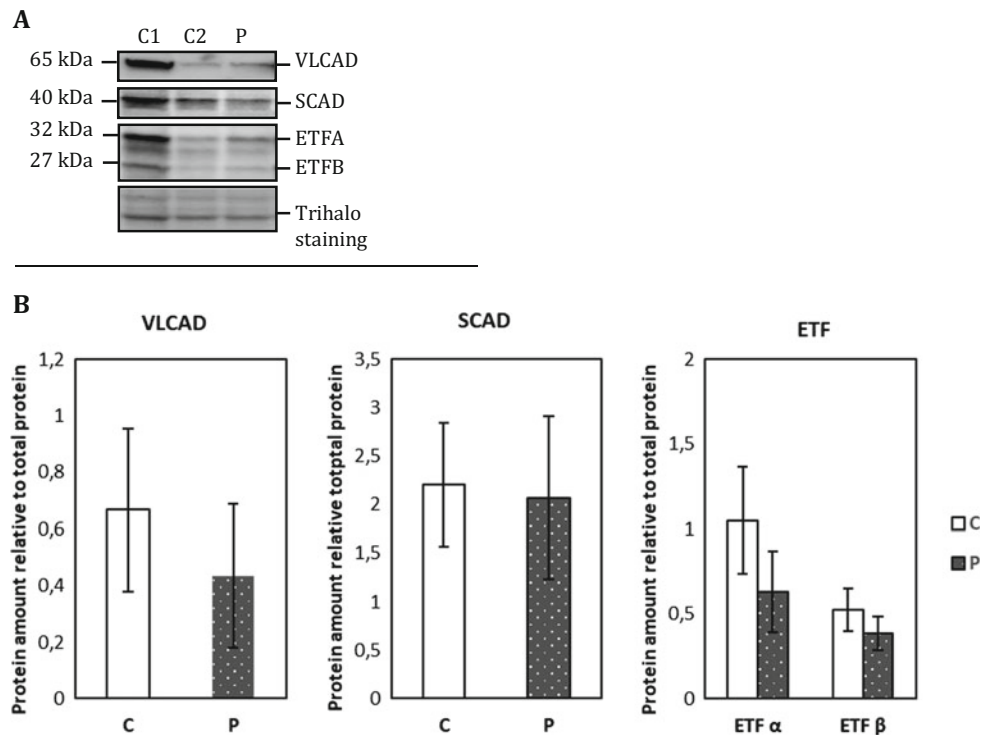 A
C1 C2 P
65 kDa VLCAD
40 kDa SCAD
32 kDa ETFA
27 kDa ETFB
Trihalo
staining
B
VLCAD
Protein amount relative to total protein
1,2
1
0,8
0,6
0,4
0,2
0
C P
SCAD
Protein amount relative totptal protein
3,5
3
2,5
2
1,5
1
0,5
0
C P
ETF
Protein amount relative to total protein
2
1,5
1
0,5
0
ETF α ETF β
C
P